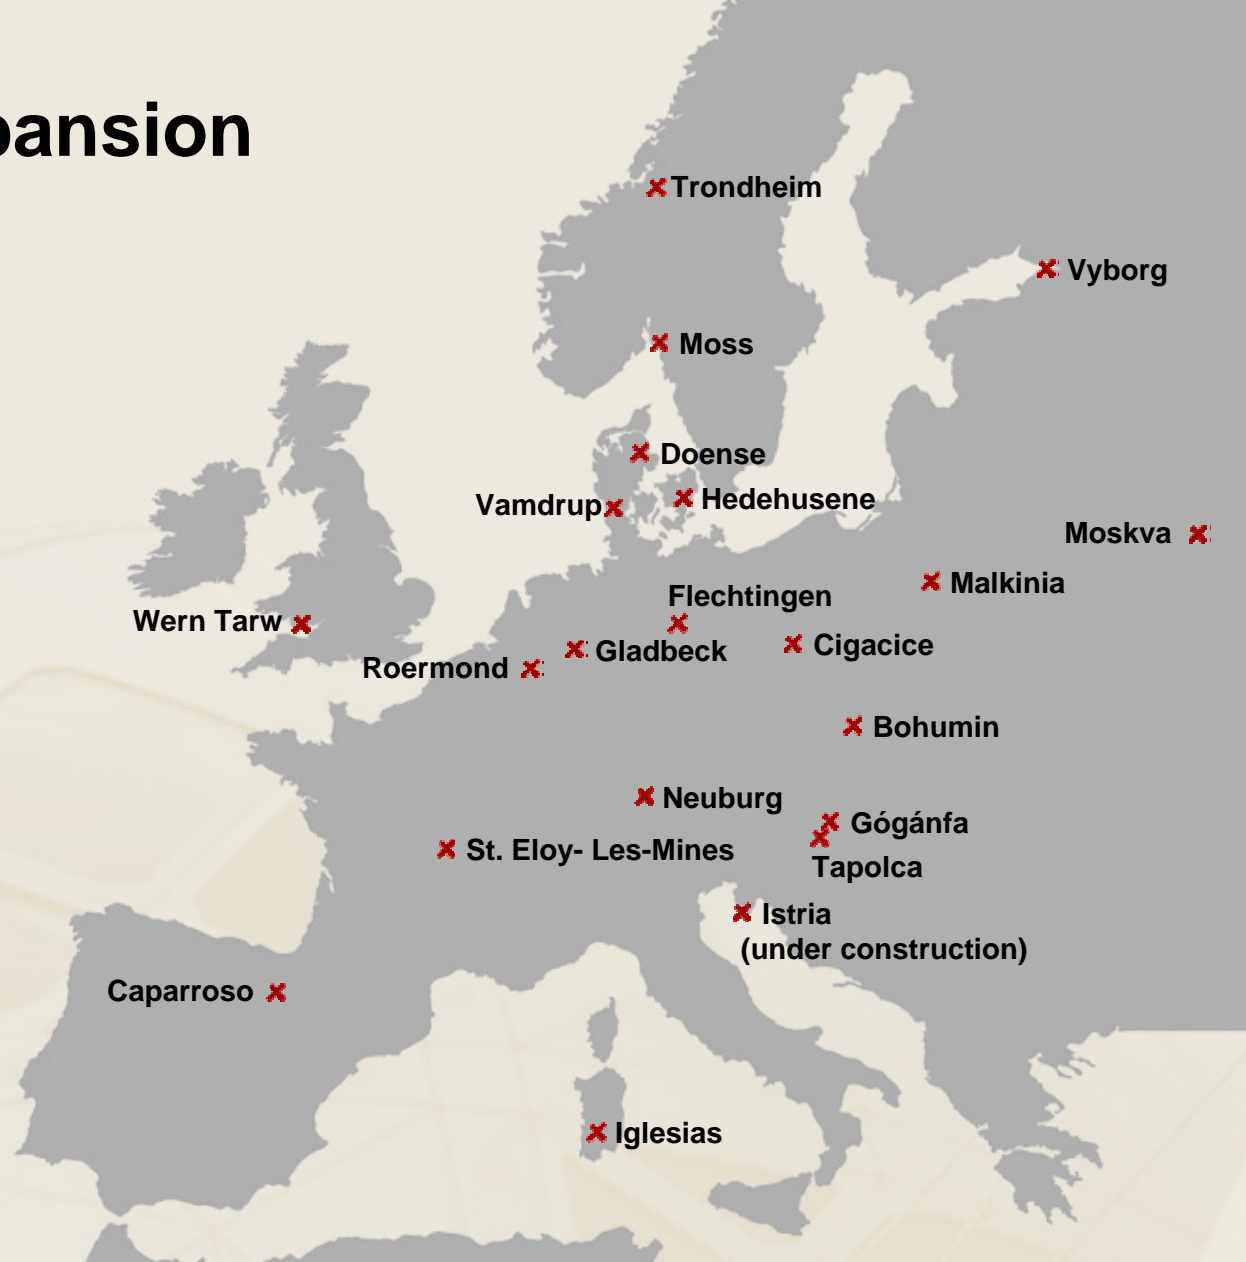 pansion
Trondheim
Vyborg
Moss
Doense
Vamdrup
Hedehusene
Moskva
Malkinia
Flechtingen
Wern Tarw
Cigacice
Gladbeck
Roermond
Bohumin
Neuburg
Gógánfa
St. Eloy- Les-Mines
Tapolca
Istria
(under construction)
Caparroso
Iglesias